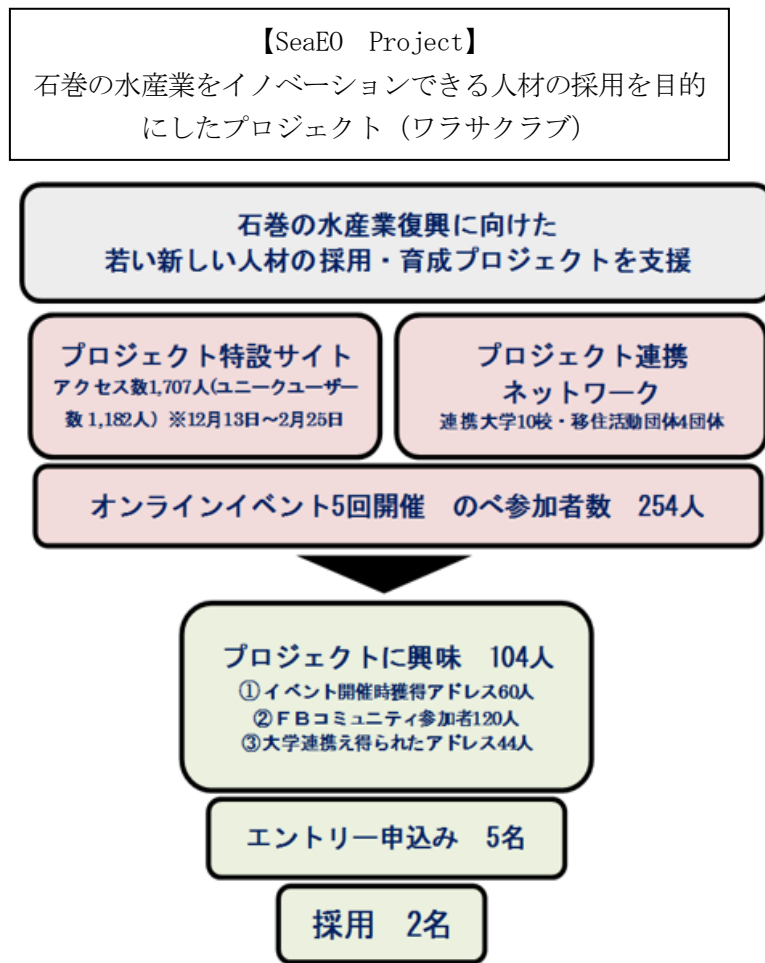 【SeaEO　Project】
石巻の水産業をイノベーションできる人材の採用を目的
にしたプロジェクト（ワラサクラブ）
石巻の水産業復興に向けた
若い新しい人材の採用・育成プロジェクトを支援
プロジェクト特設サイト
アクセス数1,707人(ユニークユーザー
数 1,182人）※12月13日～2月25日
プロジェクト連携
ネットワーク
連携大学10校・移住活動団体4団体
オンラインイベント5回開催　のべ参加者数　254人
プロジェクトに興味　104人
①イベント開催時獲得アドレス60人
②ＦＢコミュニティ参加者120人
③大学連携え得られたアドレス44人
エントリー申込み　5名
採用　2名